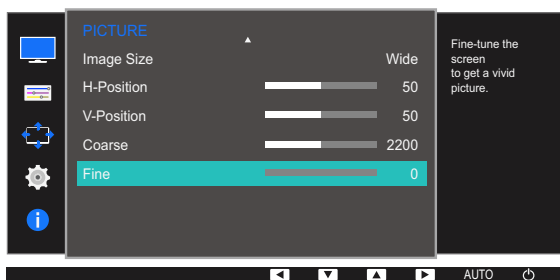 PICTURE
Image Size Wide
H-Position 50
V-Position 50
Coarse 2200
Fine 0
Fine-tune the
screen
to get a vivid
picture.
AUTO